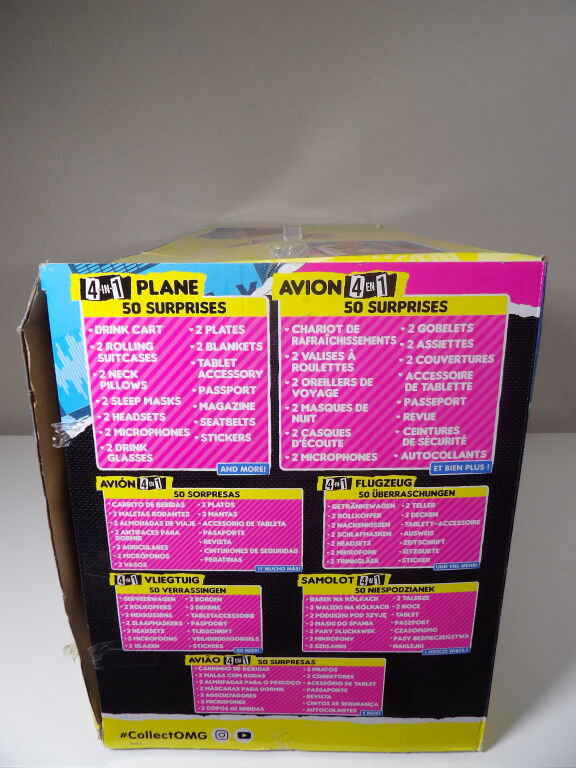 4-IN-1 PLANE
50 SURPRISES
DRINK CART
2 ROLLING
SUITCASES
2 NECK
PILLOWS
2 SLEEP MASKS
2 HEADSETS
2 MICROPHONES
2 DRINK
GLASSES
2 PLATES
2 BLANKETS
TABLET
ACCESSORY
PASSPORT
MAGAZINE
SEATBELTS
STICKERS
AND MORE!
AVION 4 EN 1
50 SURPRISES
CHARIOT DE
RAFRAÎCHISSEMENTS
2 VALISES À
ROULETTES
2 OREILLERS DE
VOYAGE
2 MASQUES DE
NUIT
2 CASQUES
D'ÉCOUTE
2 MICROPHONES
2 GOBELETS
2 ASSIETTES
2 COUVERTURES
ACCESSOIRE
DE TABLETTE
PASSEPORT
REVUE
CEINTURES
DE SÉCURITÉ
AUTOCOLLANTS
ET BIEN PLUS !
AVIÓN 4 EN 1
50 SORPRESAS
CARRITO DE BEBIDAS
2 MALETAS RODANTES
2 ALMOHADAS DE VIAJE
2 ANTIFACES PARA
DORMIR
2 AURICULARES
2 MICRÓFONOS
2 VASOS
2 PLATOS
2 MANTAS
ACCESORIO DE TABLETA
PASAPORTE
REVISTA
CINTURONES DE SEGURIDAD
PEGATINAS
¡Y MUCHO MÁS!
4-IN-1 FLUGZEUG
50 ÜBERRASCHUNGEN
GETRÄNKEWAGEN
2 ROLLKOFFER
2 NACKENKISSEN
2 SCHLAFMASKEN
2 HEADSETS
2 MIKROFONE
2 TRINKGLÄSER
2 TELLER
2 DECKEN
TABLETT-ACCESSOIRE
AUSWEIS
ZEITSCHRIFT
SITZGURTE
STICKER
UND VIEL MEHR!
4-IN-1 VLIEGTUIG
50 VERRASSINGEN
SERVEERWAGEN
2 ROLKOFFERS
2 NEKKUSSENS
2 SLAAPMASKERS
2 HEADSETS
2 MICROFOONS
2 GLAZEN
2 BORDEN
2 DEKENS
TABLETACCESSOIRE
PASPOORT
TIJDSCHRIFT
VEILIGHEIDSGORDELS
STICKERS
EN MEER!
SAMOLOT 4 W 1
50 NIESPODZIANEK
BAREK NA KÓŁKACH
2 WALIZKI NA KÓŁKACH
2 PODUSZKI POD SZYJĘ
2 MASKI DO SPANIA
2 PARY SŁUCHAWEK
2 MIKROFONY
2 SZKLANKI
2 TALERZE
2 KOCE
TABLET
PASZPORT
CZASOPISMO
PASY BEZPIECZEŃSTWA
NAKLEJKI
I JESZCZE WIĘCEJ!
AVIÃO 4 EM 1 50 SURPRESAS
CARRINHO DE BEBIDAS
2 MALAS COM RODAS
2 ALMOFADAS PARA O PESCOÇO
2 MÁSCARAS PARA DORMIR
2 AUSCULTADORES
2 MICROFONES
2 COPOS DE BEBIDAS
2 PRATOS
2 COBERTORES
ACESSÓRIO DE TABLET
PASSAPORTE
REVISTA
CINTOS DE SEGURANÇA
AUTOCOLANTES
E MAIS!
#CollectOMG